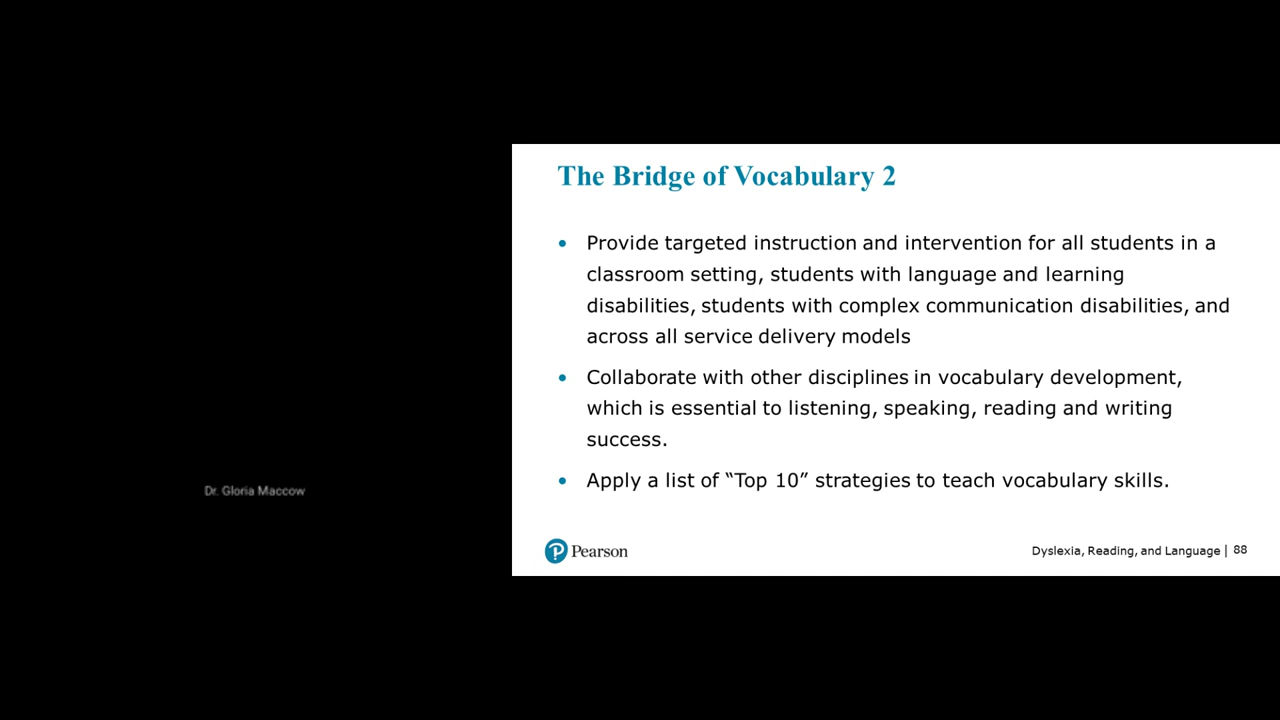 The Bridge of Vocabulary 2
• Provide targeted instruction and intervention for all students in a
classroom setting, students with language and learning
disabilities, students with complex communication disabilities, and
across all service delivery models
• Collaborate with other disciplines in vocabulary development,
which is essential to listening, speaking, reading and writing
success.
• Apply a list of “Top 10” strategies to teach vocabulary skills.
Dr. Gloria Maccow
Pearson
Dyslexia, Reading, and Language | 88